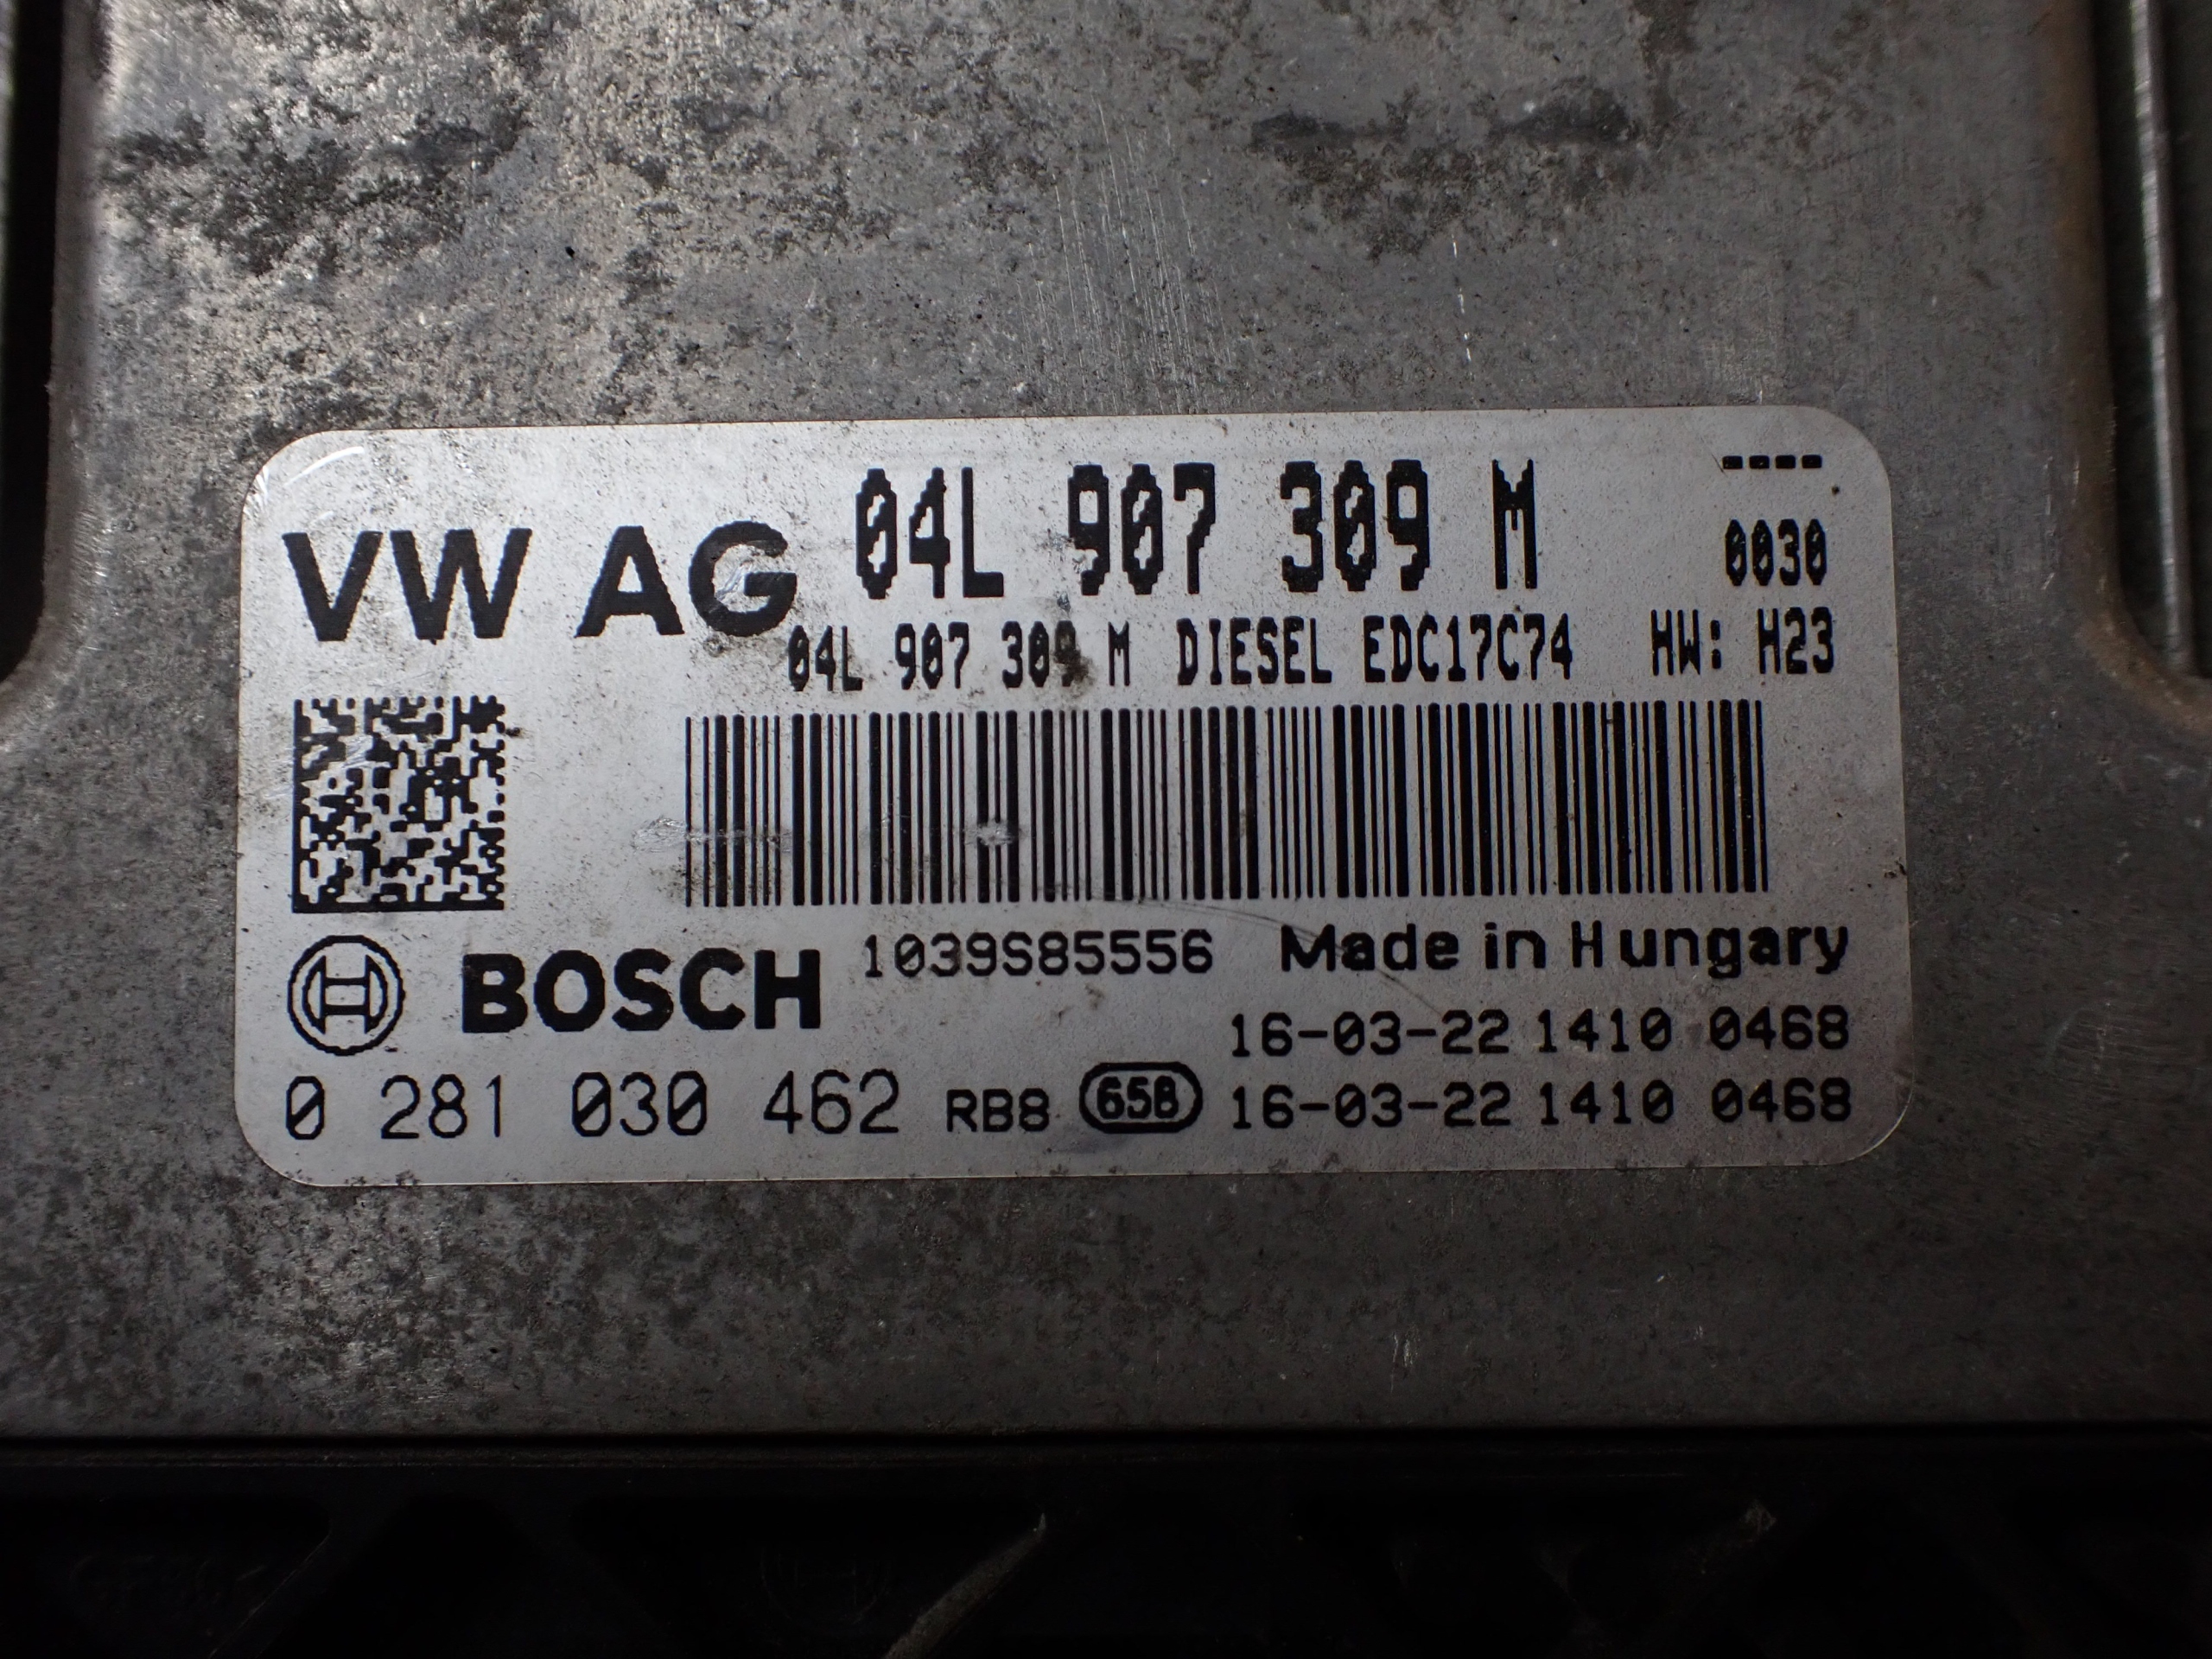 VW AG 04L 907 309 M ----
0030
04L 907 309 M DIESEL EDC17C74 HW: H23
BOSCH 1039S85556 Made in Hungary
16-03-22 1410 0468
0 281 030 462 RB8 65B 16-03-22 1410 0468